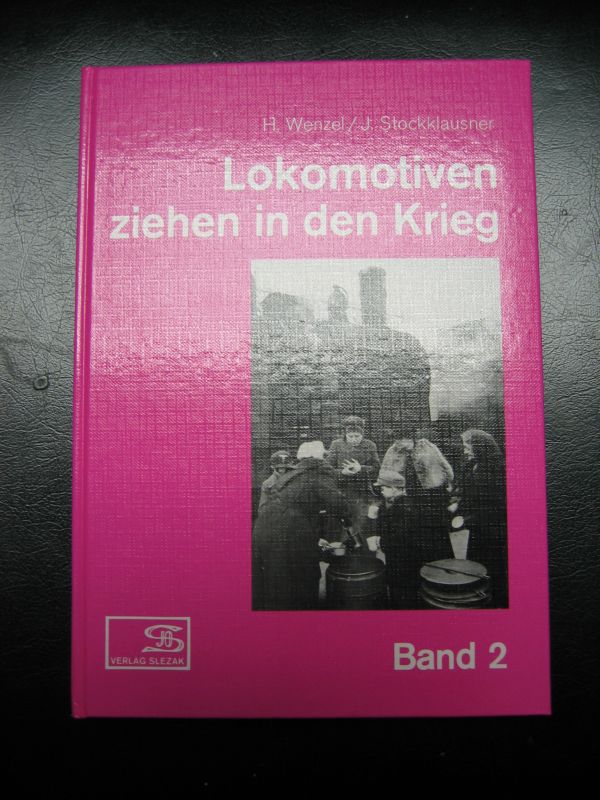 H. Wenzel/J. Stockklausner
Lokomotiven
ziehen in den Krieg
VERLAG SLEZAK
Band 2